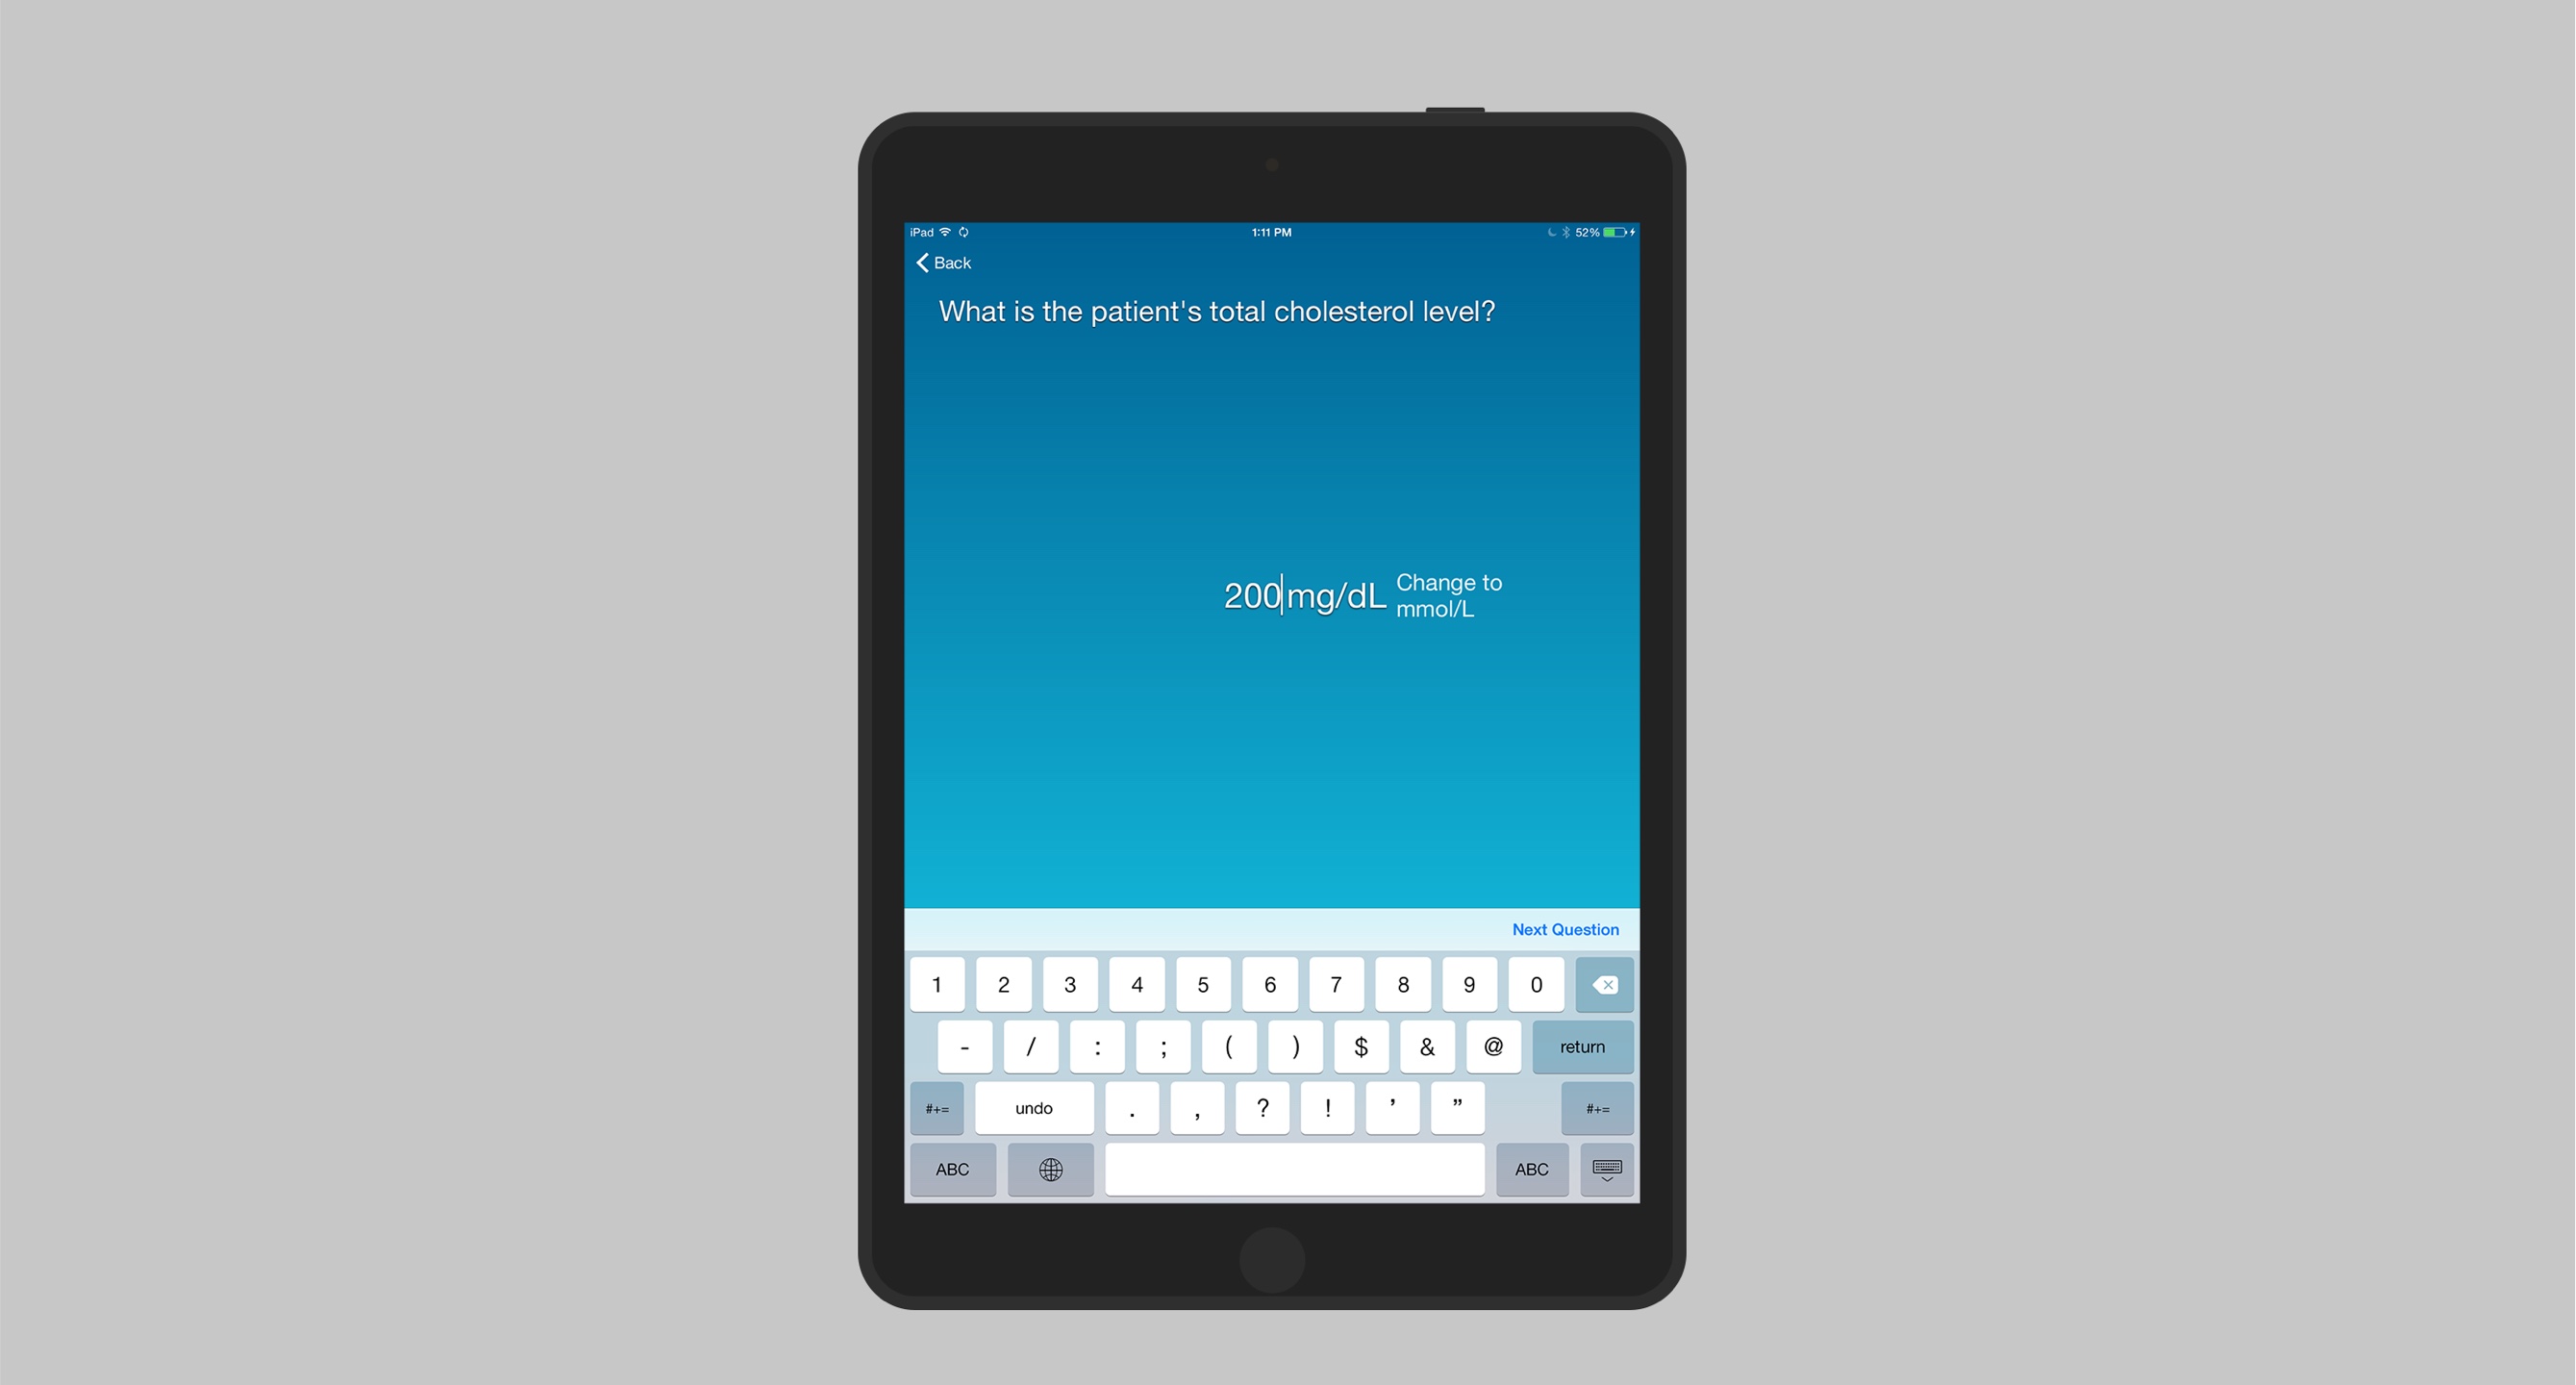 iPad 1:11 PM 52%
Back
What is the patient's total cholesterol level?
200 mg/dL Change to
mmol/L
Next Question
1 2 3 4 5 6 7 8 9 0
- / : ; ( ) $ & @ return
#+= undo . , ? ! ’ ” #+=
ABC ABC